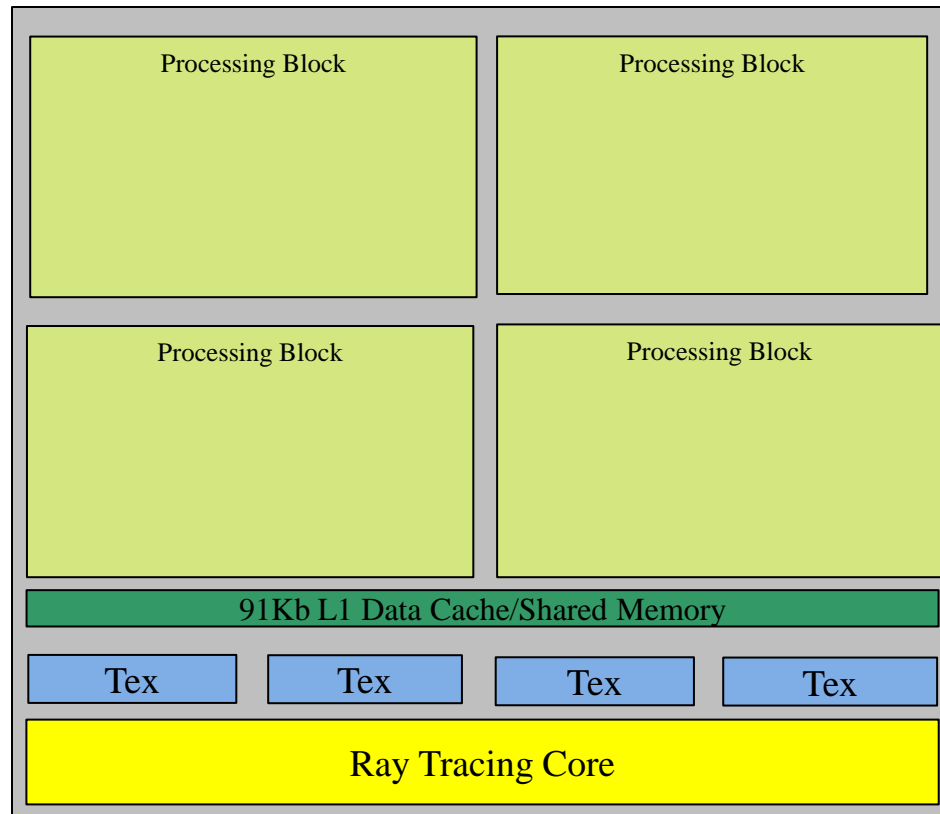 Processing Block
Processing Block
Processing Block
Processing Block
91Kb L1 Data Cache/Shared Memory
Tex
Tex
Tex
Tex
Ray Tracing Core